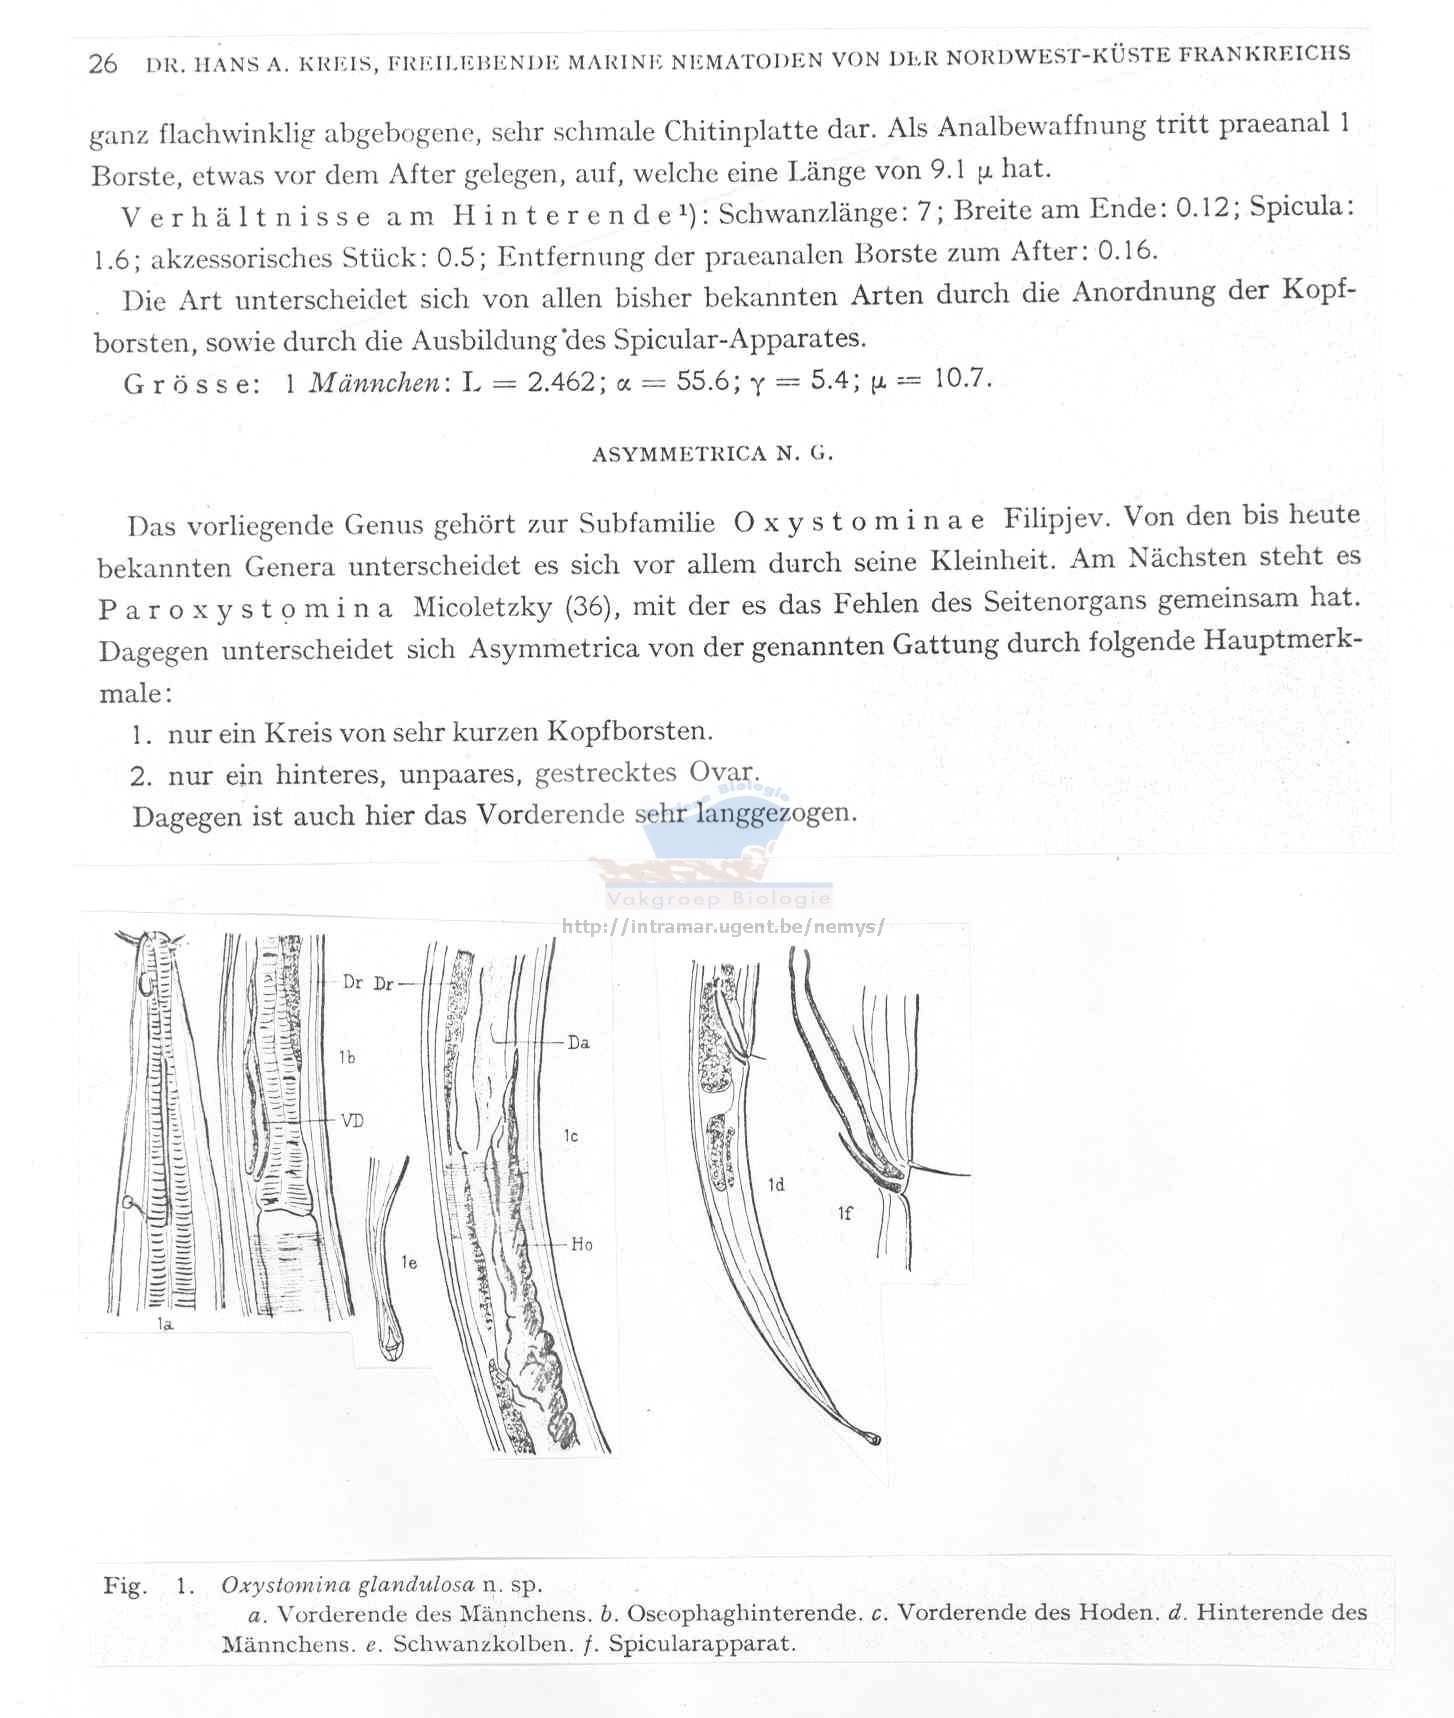 26 DR. HANS A. KREIS, FREILEBENDE MARINE NEMATODEN VON DER NORDWEST-KÜSTE FRANKREICHS
ganz flachwinklig abgebogene, sehr schmale Chitinplatte dar. Als Analbewaffnung tritt praeanal 1
Borste, etwas vor dem After gelegen, auf, welche eine Länge von 9.1 μ hat.
Verhältnisse am Hinterende¹): Schwanzlänge: 7; Breite am Ende: 0.12; Spicula:
1.6; akzessorisches Stück: 0.5; Entfernung der praeanalen Borste zum After: 0.16.
Die Art unterscheidet sich von allen bisher bekannten Arten durch die Anordnung der Kopf-
borsten, sowie durch die Ausbildung des Spicular-Apparates.
Grösse: 1 Männchen: L = 2.462; α = 55.6; γ = 5.4; μ = 10.7.
ASYMMETRICA N. G.
Das vorliegende Genus gehört zur Subfamilie Oxystominae Filipjev. Von den bis heute
bekannten Genera unterscheidet es sich vor allem durch seine Kleinheit. Am Nächsten steht es
Paroxystomina Micoletzky (36), mit der es das Fehlen des Seitenorgans gemeinsam hat.
Dagegen unterscheidet sich Asymmetrica von der genannten Gattung durch folgende Hauptmerk-
male:
1. nur ein Kreis von sehr kurzen Kopfborsten.
2. nur ein hinteres, unpaares, gestrecktes Ovar.
Dagegen ist auch hier das Vorderende sehr langgezogen.
Biologie
Vakgroep Biologie
http://intramar.ugent.be/nemys/
Dr Dr
Da
1b
VD
1c
1d
1f
Ho
1e
1a
Fig. 1. Oxystomina glandulosa n. sp.
a. Vorderende des Männchens. b. Oseophaghinterende. c. Vorderende des Hoden. d. Hinterende des
Männchens. e. Schwanzkolben. f. Spicularapparat.